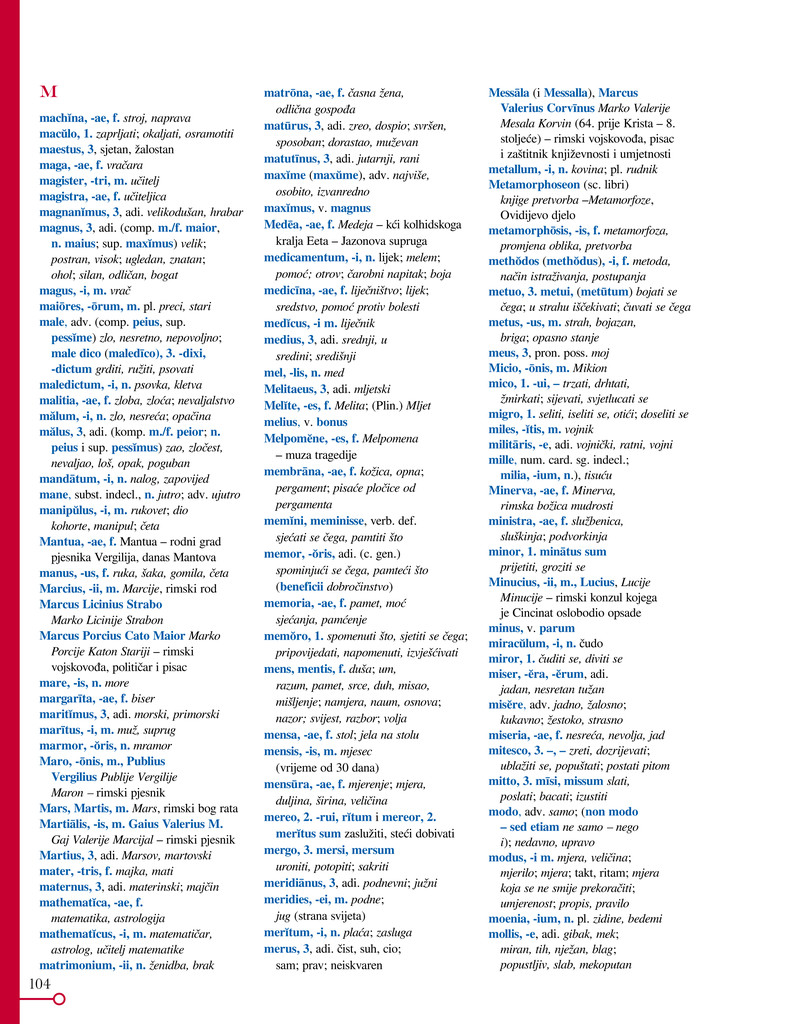 M
machĭna, -ae, f. stroj, naprava
macŭlo, 1. zaprljati; okaljati, osramotiti
maestus, 3, sjetan, žalostan
maga, -ae, f. vračara
magister, -tri, m. učitelj
magistra, -ae, f. učiteljica
magnanĭmus, 3, adi. velikodušan, hrabar
magnus, 3, adi. (comp. m./f. maior,
n. maius; sup. maxĭmus) velik;
postran, visok; ugledan, znatan;
ohol; silan, odličan, bogat
magus, -i, m. vrač
maiōres, -ōrum, m. pl. preci, stari
male, adv. (comp. peius, sup.
pessĭme) zlo, nesretno, nepovoljno;
male dico (maledīco), 3. -dixi,
-dictum grditi, ružiti, psovati
maledictum, -i, n. psovka, kletva
malitia, -ae, f. zloba, zloća; nevaljalstvo
mālum, -i, n. zlo, nesreća; opačina
mālus, 3, adi. (komp. m./f. peior; n.
peius i sup. pessĭmus) zao, zločest,
nevaljao, loš, opak, poguban
mandātum, -i, n. nalog, zapovijed
mane, subst. indecl., n. jutro; adv. ujutro
manipŭlus, -i, m. rukovet; dio
kohorte, manipul; četa
Mantua, -ae, f. Mantua – rodni grad
pjesnika Vergilija, danas Mantova
manus, -us, f. ruka, šaka, gomila, četa
Marcius, -ii, m. Marcije, rimski rod
Marcus Licinius Strabo
Marko Licinije Strabon
Marcus Porcius Cato Maior Marko
Porcije Katon Stariji – rimski
vojskovođa, političar i pisac
mare, -is, n. more
margarīta, -ae, f. biser
maritĭmus, 3, adi. morski, primorski
marītus, -i, m. muž, suprug
marmor, -ŏris, n. mramor
Maro, -ōnis, m., Publius
Vergilius Publije Vergilije
Maron – rimski pjesnik
Mars, Martis, m. Mars, rimski bog rata
Martiālis, -is, m. Gaius Valerius M.
Gaj Valerije Marcijal – rimski pjesnik
Martius, 3, adi. Marsov, martovski
mater, -tris, f. majka, mati
maternus, 3, adi. materinski; majčin
mathematĭca, -ae, f.
matematika, astrologija
mathematĭcus, -i, m. matematičar,
astrolog, učitelj matematike
matrimonium, -ii, n. ženidba, brak
matrōna, -ae, f. časna žena,
odlična gospođa
matūrus, 3, adi. zreo, dospio; svršen,
sposoban; dorastao, muževan
matutīnus, 3, adi. jutarnji, rani
maxĭme (maxŭme), adv. najviše,
osobito, izvanredno
maxĭmus, v. magnus
Medēa, -ae, f. Medeja – kći kolhidskoga
kralja Eeta – Jazonova supruga
medicamentum, -i, n. lijek; melem;
pomoć; otrov; čarobni napitak; boja
medicīna, -ae, f. liječništvo; lijek;
sredstvo, pomoć protiv bolesti
medĭcus, -i m. liječnik
medius, 3, adi. srednji, u
sredini; središnji
mel, -lis, n. med
Melitaeus, 3, adi. mljetski
Melĭte, -es, f. Melita; (Plin.) Mljet
melius, v. bonus
Melpomĕne, -es, f. Melpomena
– muza tragedije
membrāna, -ae, f. kožica, opna;
pergament; pisaće pločice od
pergamenta
memĭni, meminisse, verb. def.
sjećati se čega, pamtiti što
memor, -ŏris, adi. (c. gen.)
spominjući se čega, pamteći što
(beneficii dobročinstvo)
memoria, -ae, f. pamet, moć
sjećanja, pamćenje
memŏro, 1. spomenuti što, sjetiti se čega;
pripovijedati, napomenuti, izvješćivati
mens, mentis, f. duša; um,
razum, pamet, srce, duh, misao,
mišljenje; namjera, naum, osnova;
nazor; svijest, razbor; volja
mensa, -ae, f. stol; jela na stolu
mensis, -is, m. mjesec
(vrijeme od 30 dana)
mensūra, -ae, f. mjerenje; mjera,
duljina, širina, veličina
mereo, 2. -rui, rĭtum i mereor, 2.
merĭtus sum zaslužiti, steći dobivati
mergo, 3. mersi, mersum
uroniti, potopiti; sakriti
meridiānus, 3, adi. podnevni; južni
meridies, -ei, m. podne;
jug (strana svijeta)
merĭtum, -i, n. plaća; zasluga
merus, 3, adi. čist, suh, cio;
sam; prav; neiskvaren
Messāla (i Messalla), Marcus
Valerius Corvīnus Marko Valerije
Mesala Korvin (64. prije Krista – 8.
stoljeće) – rimski vojskovođa, pisac
i zaštitnik književnosti i umjetnosti
metallum, -i, n. kovina; pl. rudnik
Metamorphoseon (sc. libri)
knjige pretvorba –Metamorfoze,
Ovidijevo djelo
metamorphōsis, -is, f. metamorfoza,
promjena oblika, pretvorba
methŏdos (methŏdus), -i, f. metoda,
način istraživanja, postupanja
metuo, 3. metui, (metūtum) bojati se
čega; u strahu iščekivati; čuvati se čega
metus, -us, m. strah, bojazan,
briga; opasno stanje
meus, 3, pron. poss. moj
Micio, -ōnis, m. Mikion
mico, 1. -ui, – trzati, drhtati,
žmirkati; sijevati, svjetlucati se
migro, 1. seliti, iseliti se, otići; doseliti se
miles, -ĭtis, m. vojnik
militāris, -e, adi. vojnički, ratni, vojni
mille, num. card. sg. indecl.;
milia, -ium, n.), tisuću
Minerva, -ae, f. Minerva,
rimska božica mudrosti
ministra, -ae, f. službenica,
sluškinja; podvorkinja
minor, 1. minātus sum
prijetiti, groziti se
Minucius, -ii, m., Lucius, Lucije
Minucije – rimski konzul kojega
je Cincinat oslobodio opsade
minus, v. parum
miracŭlum, -i, n. čudo
miror, 1. čuditi se, diviti se
miser, -ĕra, -ĕrum, adi.
jadan, nesretan tužan
misĕre, adv. jadno, žalosno;
kukavno; žestoko, strasno
miseria, -ae, f. nesreća, nevolja, jad
mitesco, 3. –, – zreti, dozrijevati;
ublažiti se, popuštati; postati pitom
mitto, 3. mīsi, missum slati,
poslati; bacati; izustiti
modo, adv. samo; (non modo
– sed etiam ne samo – nego
i); nedavno, upravo
modus, -i m. mjera, veličina;
mjerilo; mjera; takt, ritam; mjera
koja se ne smije prekoračiti;
umjerenost; propis, pravilo
moenia, -ium, n. pl. zidine, bedemi
mollis, -e, adi. gibak, mek;
miran, tih, nježan, blag;
popustljiv, slab, mekoputan
104